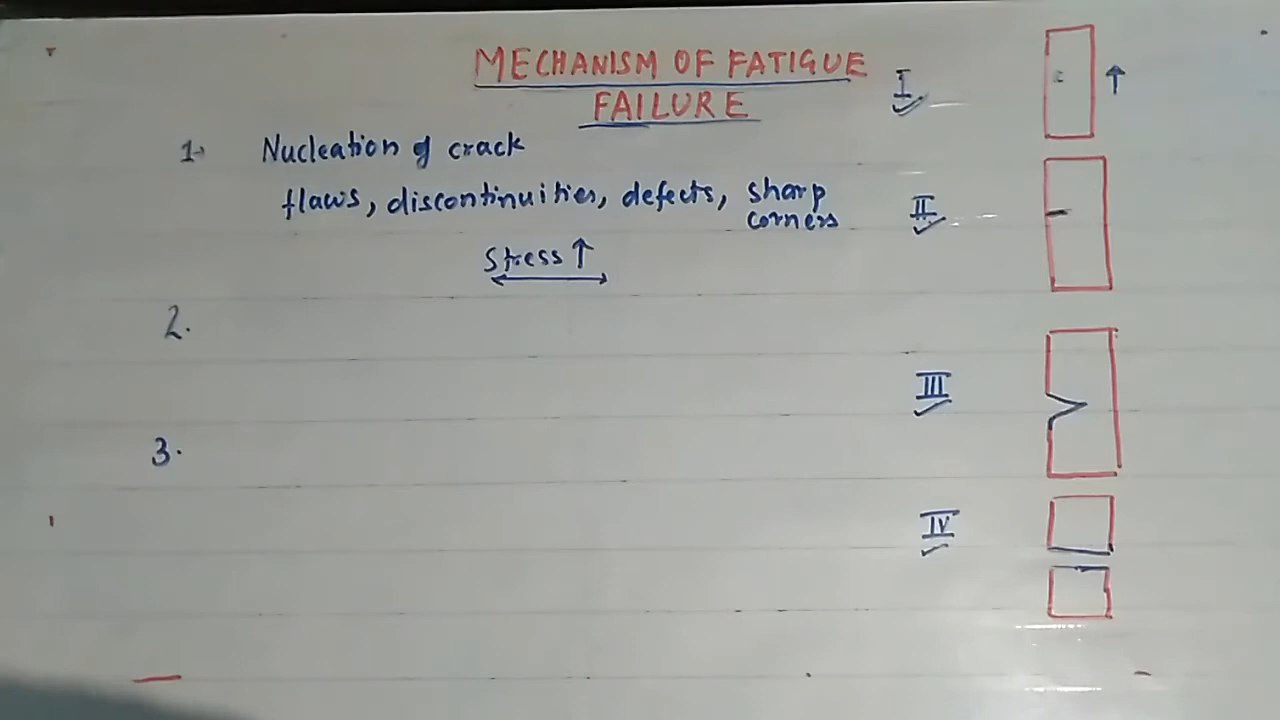 MECHANISM OF FATIGUE
FAILURE
1. Nucleation of crack
flaws, discontinuities, defects, sharp
corners
Stress ↑
2.
3.
I
II
III
IV